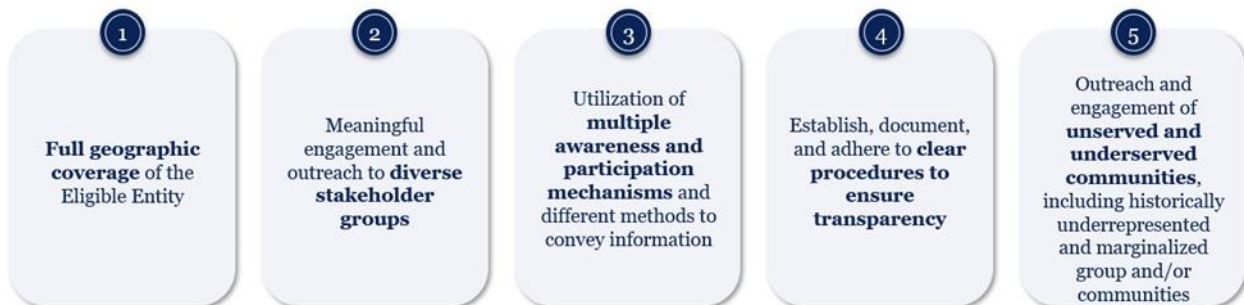 1
Full geographic
coverage of the
Eligible Entity
2
Meaningful
engagement and
outreach to diverse
stakeholder
groups
3
Utilization of
multiple
awareness and
participation
mechanisms and
different methods to
convey information
4
Establish, document,
and adhere to clear
procedures to
ensure
transparency
5
Outreach and
engagement of
unserved and
underserved
communities,
including historically
underrepresented
and marginalized
group and/or
communities